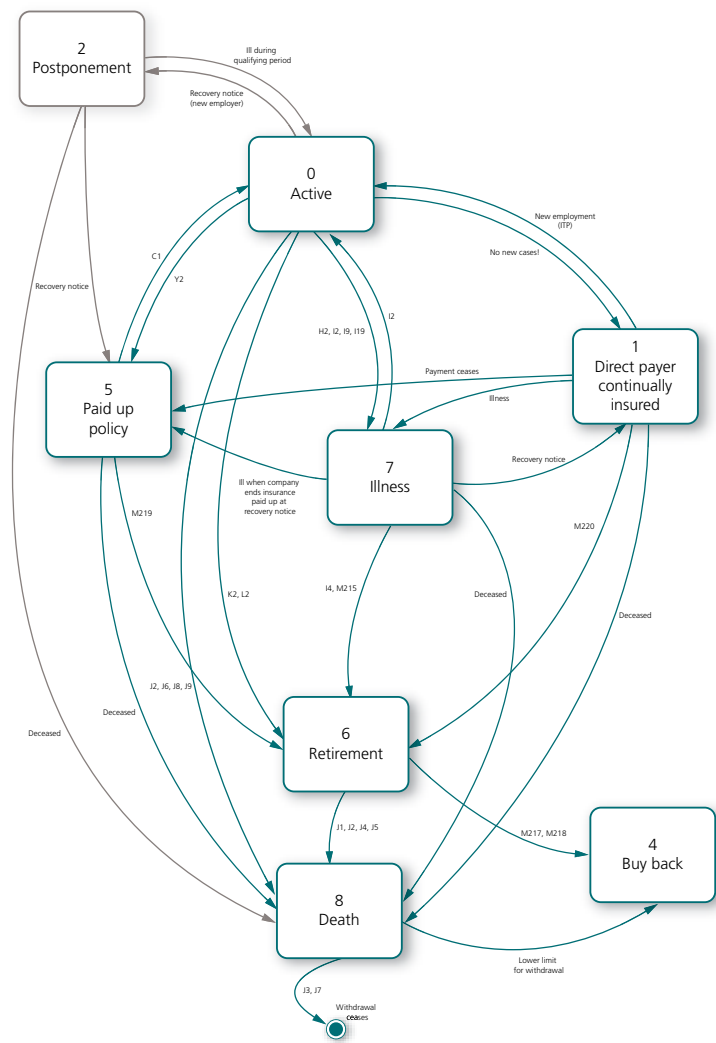 2
Postponement
Ill during
qualifying period
Recovery notice
(new employer)
0
Active
New employment
(ITP)
No new cases!
C1
Y2
Recovery notice
H2, I2, I9, I19
I2
1
Direct payer
continually
insured
5
Paid up
policy
Payment ceases
Illness
7
Illness
Recovery notice
Ill when company
ends insurance
paid up at
recovery notice
M219
M220
K2, L2
I4, M215
Deceased
Deceased
J2, J6, J8, J9
Deceased
Deceased
6
Retirement
J1, J2, J4, J5
M217, M218
4
Buy back
8
Death
Lower limit
for withdrawal
J3, J7
Withdrawal
ceases